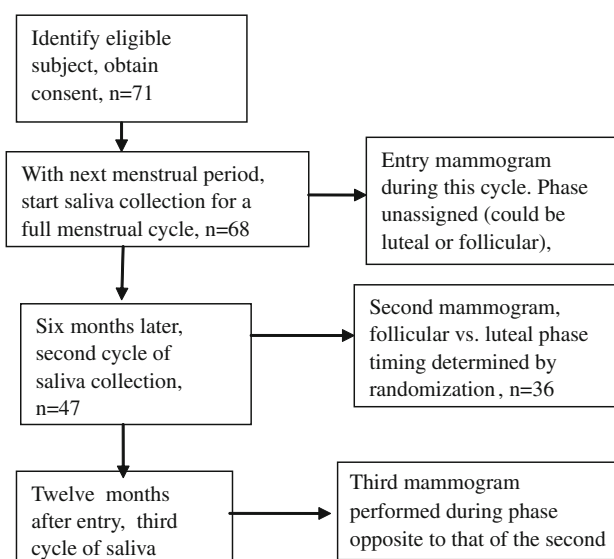 Identify eligible
subject, obtain
consent, n=71
With next menstrual period,
start saliva collection for a
full menstrual cycle, n=68
Entry mammogram
during this cycle. Phase
unassigned (could be
luteal or follicular),
Six months later,
second cycle of
saliva collection,
n=47
Second mammogram,
follicular vs. luteal phase
timing determined by
randomization , n=36
Twelve months
after entry, third
cycle of saliva
Third mammogram
performed during phase
opposite to that of the second